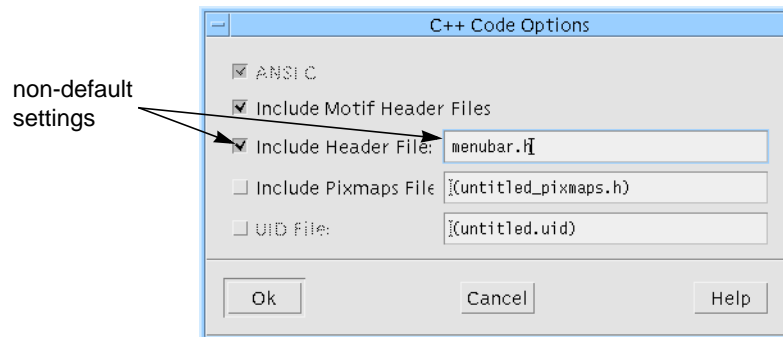 C++ Code Options
ANSI C
non-default
settings
Include Motif Header Files
Include Header File: menubar.h
Include Pixmaps File (untitled_pixmaps.h)
UID File: (untitled.uid)
Ok Cancel Help